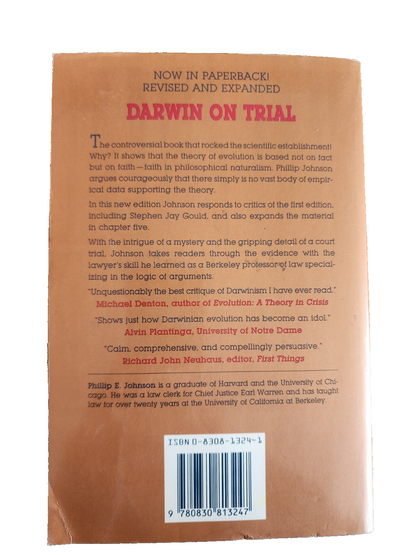 NOW IN PAPERBACK!
REVISED AND EXPANDED
DARWIN ON TRIAL
The controversial book that rocked the scientific establishment!
Why? It shows that the theory of evolution is based not on fact
but on faith—faith in philosophical naturalism. Phillip Johnson
argues courageously that there simply is no vast body of empir-
ical data supporting the theory.
In this new edition Johnson responds to critics of the first edition,
including Stephen Jay Gould, and also expands the material
in chapter five.
With the intrigue of a mystery and the gripping detail of a court
trial, Johnson takes readers through the evidence with the
lawyer's skill he learned as a Berkeley professor of law special-
izing in the logic of arguments.
"Unquestionably the best critique of Darwinism I have ever read."
Michael Denton, author of Evolution: A Theory in Crisis
"Shows just how Darwinian evolution has become an idol."
Alvin Plantinga, University of Notre Dame
"Calm, comprehensive, and compellingly persuasive."
Richard John Neuhaus, editor, First Things
Phillip E. Johnson is a graduate of Harvard and the University of Chi-
cago. He was a law clerk for Chief Justice Earl Warren and has taught
law for over twenty years at the University of California at Berkeley.
ISBN 0-8308-1324-1
9 780830 813247